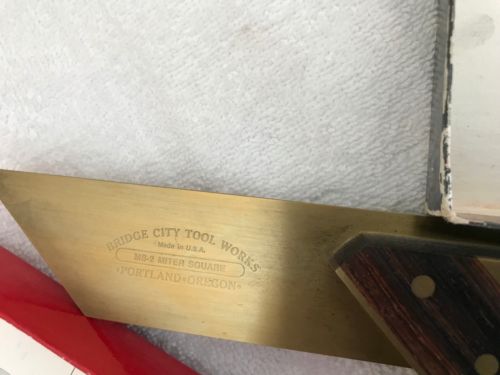 BRIDGE CITY TOOL WORKS
Made in U.S.A.
MS-2 MITER SQUARE
•PORTLAND•OREGON•